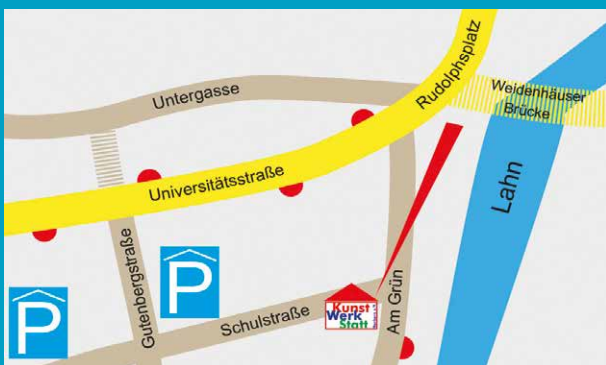 Rudolphsplatz
Untergasse
Weidenhäuser
Brücke
Universitätsstraße
Lahn
Gutenbergstraße
P
P
Schulstraße
Am Grün
Kunst
Werk
Statt